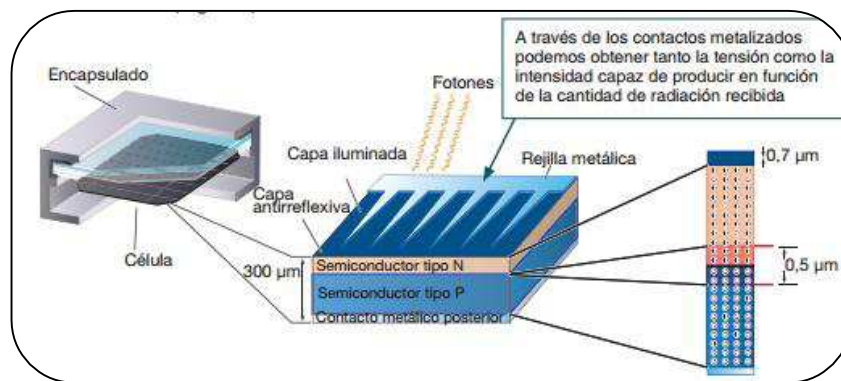 A través de los contactos metalizados
podemos obtener tanto la tensión como la
intensidad capaz de producir en función
de la cantidad de radiación recibida
Encapsulado
Fotones
Capa iluminada
Rejilla metálica
0,7 µm
Capa
antirreflexiva
Célula
300 µm
Semiconductor tipo N
0,5 µm
Semiconductor tipo P
Contacto metálico posterior